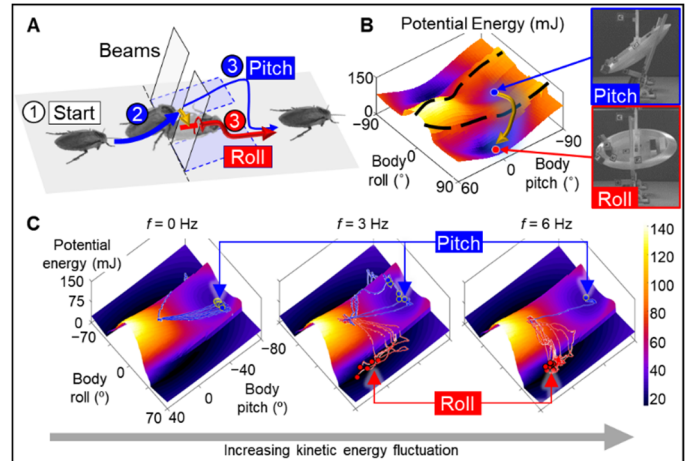 A
Beams
3 Pitch
1 Start
2
3
Roll
B
Potential Energy (mJ)
150
0
-90
Body
roll (°)
0
90
60
0
Body
pitch (°)
-90
Pitch
Roll
C
f = 0 Hz
f = 3 Hz
f = 6 Hz
Potential
energy (mJ)
150
75
0
-70
Body
roll (º)
0
70
40
0
Body
pitch (º)
-40
-80
Pitch
Roll
140
120
100
80
60
40
20
Increasing kinetic energy fluctuation